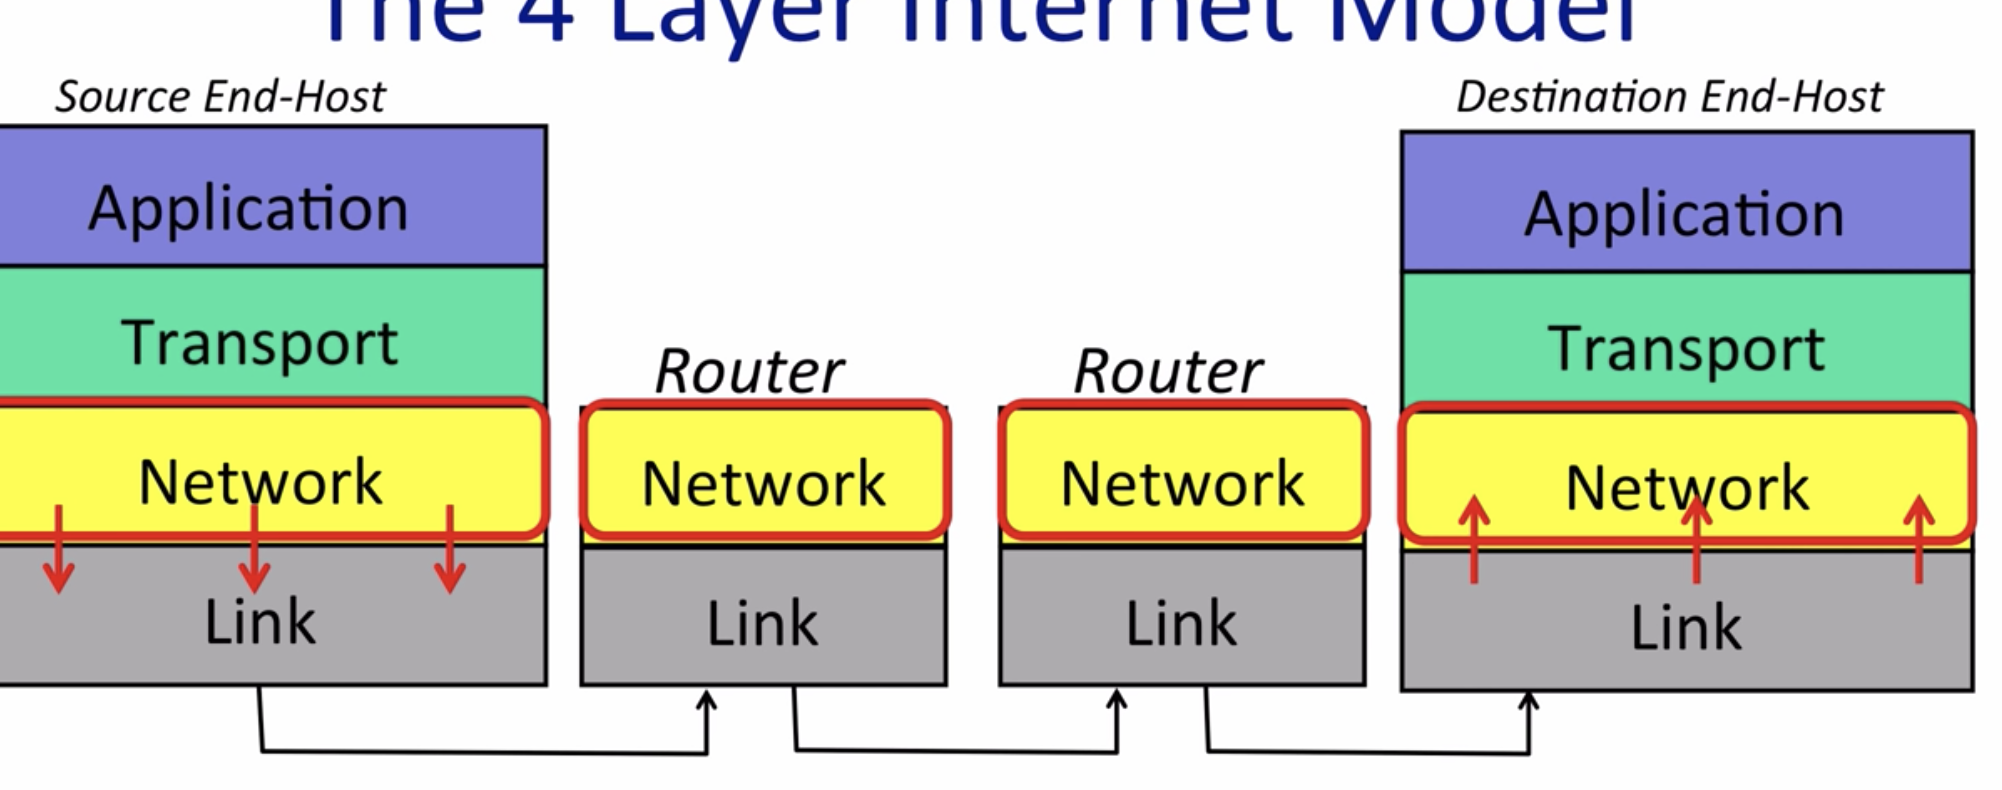 The 4 Layer Internet Model
Source End-Host
Destination End-Host
Application
Application
Transport
Transport
Router
Router
Network
Network
Network
Network
Link
Link
Link
Link